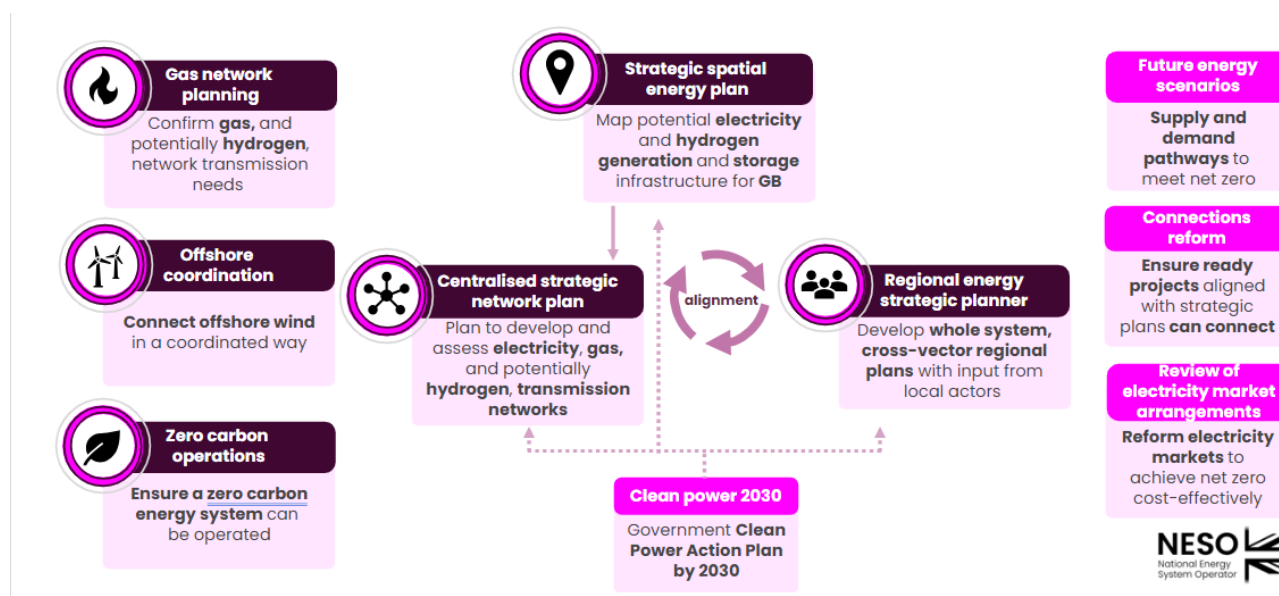 Gas network
planning
Confirm gas, and
potentially hydrogen,
network transmission
needs
Offshore
coordination
Connect offshore wind
in a coordinated way
Zero carbon
operations
Ensure a zero carbon
energy system can
be operated
Strategic spatial
energy plan
Map potential electricity
and hydrogen
generation and storage
infrastructure for GB
Centralised strategic
network plan
Plan to develop and
assess electricity, gas,
and potentially
hydrogen, transmission
networks
alignment
Regional energy
strategic planner
Develop whole system,
cross-vector regional
plans with input from
local actors
Clean power 2030
Government Clean
Power Action Plan
by 2030
Future energy
scenarios
Supply and
demand
pathways to
meet net zero
Connections
reform
Ensure ready
projects aligned
with strategic
plans can connect
Review of
electricity market
arrangements
Reform electricity
markets to
achieve net zero
cost-effectively
NESO
National Energy
System Operator